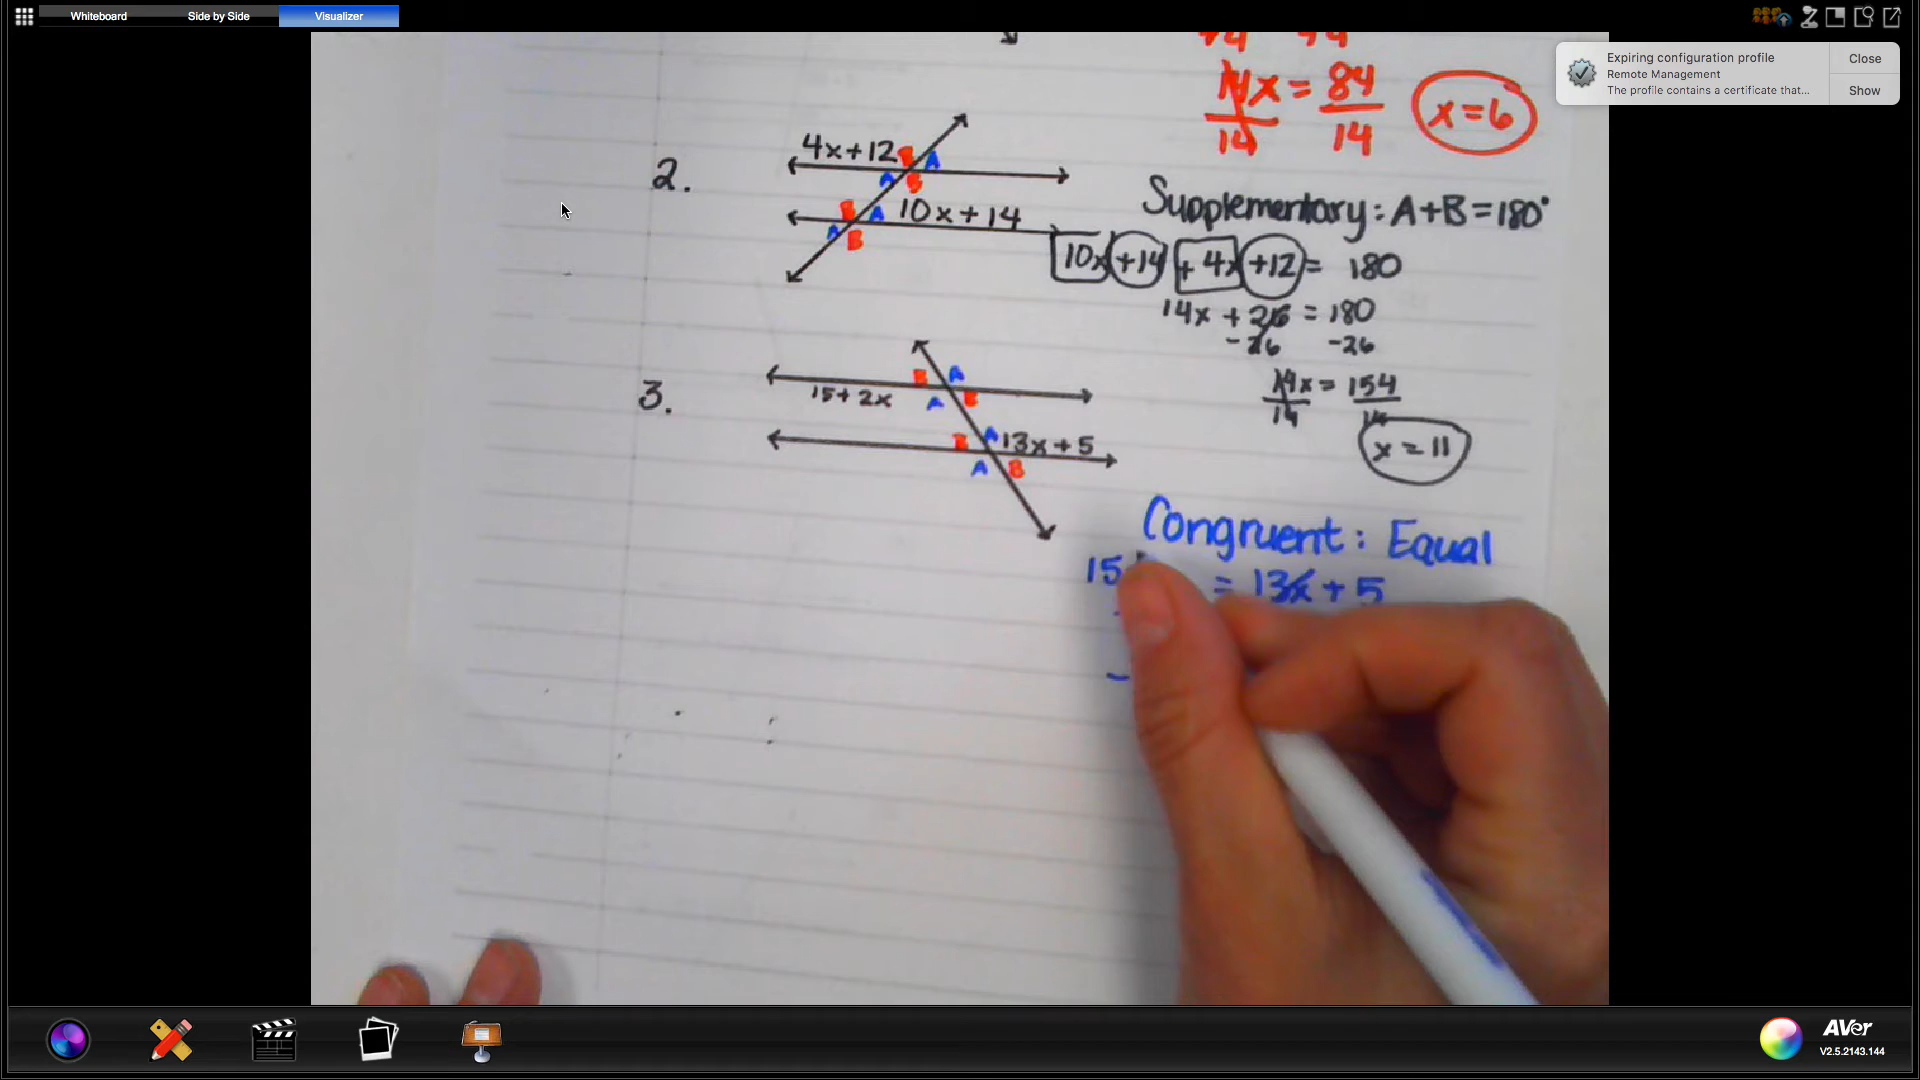 Whiteboard
Side by Side
Visualizer
Expiring configuration profile
Remote Management
The profile contains a certificate that...
Close
Show
+4 +4
14x = 84
14 14
x=6
2.
4x+12 B A
A B
B A 10x+14
A B
Supplementary: A+B=180°
10x +14 + 4x +12 = 180
14x + 26 = 180
-26 -26
14x = 154
14 14
x = 11
3.
B A
15+2x A B
B A 13x+5
A B
Congruent: Equal
15 = 13x + 5
-
AVer
V2.5.2143.144